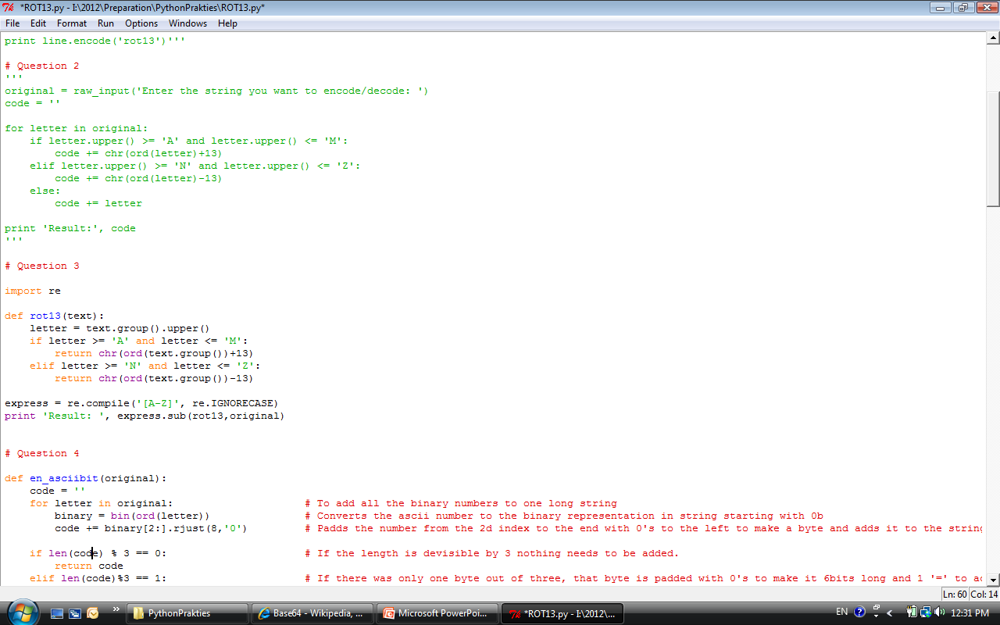 *ROT13.py - I:\2012\Preparation\PythonPrakties\ROT13.py*
File Edit Format Run Options Windows Help
print line.encode('rot13')'''
# Question 2
'''
original = raw_input('Enter the string you want to encode/decode: ')
code = ''
for letter in original:
    if letter.upper() >= 'A' and letter.upper() <= 'M':
        code += chr(ord(letter)+13)
    elif letter.upper() >= 'N' and letter.upper() <= 'Z':
        code += chr(ord(letter)-13)
    else:
        code += letter
print 'Result:', code
'''
# Question 3
import re
def rot13(text):
    letter = text.group().upper()
    if letter >= 'A' and letter <= 'M':
        return chr(ord(text.group())+13)
    elif letter >= 'N' and letter <= 'Z':
        return chr(ord(text.group())-13)
express = re.compile('[A-Z]', re.IGNORECASE)
print 'Result: ', express.sub(rot13,original)
# Question 4
def en_asciibit(original):
    code = ''
    for letter in original:                     # To add all the binary numbers to one long string
        binary = bin(ord(letter))               # Converts the ascii number to the binary representation in string starting with 0b
        code += binary[2:].rjust(8,'0')         # Padds the number from the 2d index to the end with 0's to the left to make a byte and adds it to the string
    if len(code) % 3 == 0:                      # If the length is devisible by 3 nothing needs to be added.
        return code
    elif len(code)%3 == 1:                      # If there was only one byte out of three, that byte is padded with 0's to make it 6bits long and 1 '=' to
Ln: 60 Col: 14
PythonPrakties Base64 - Wikipedia, ... Microsoft PowerPoi... *ROT13.py - I:\2012\... EN 12:31 PM